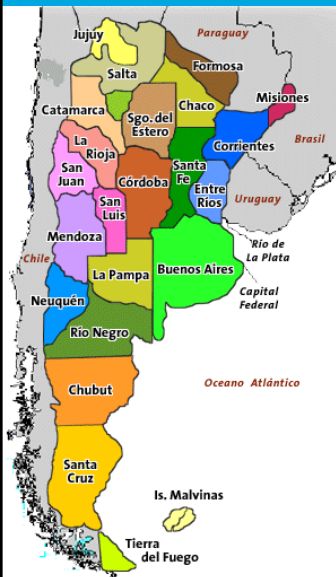 Paraguay
Jujuy
Formosa
Salta
Misiones
Catamarca
Chaco
Sgo. del
Estero
Brasil
La
Rioja
Corrientes
San
Juan
Santa
Fe
Córdoba
Entre
Ríos
San
Luis
Uruguay
Mendoza
Río de
La Plata
Chile
Buenos Aires
La Pampa
Capital
Federal
Neuquén
Río Negro
Oceano Atlántico
Chubut
Santa
Cruz
Is. Malvinas
Tierra
del Fuego